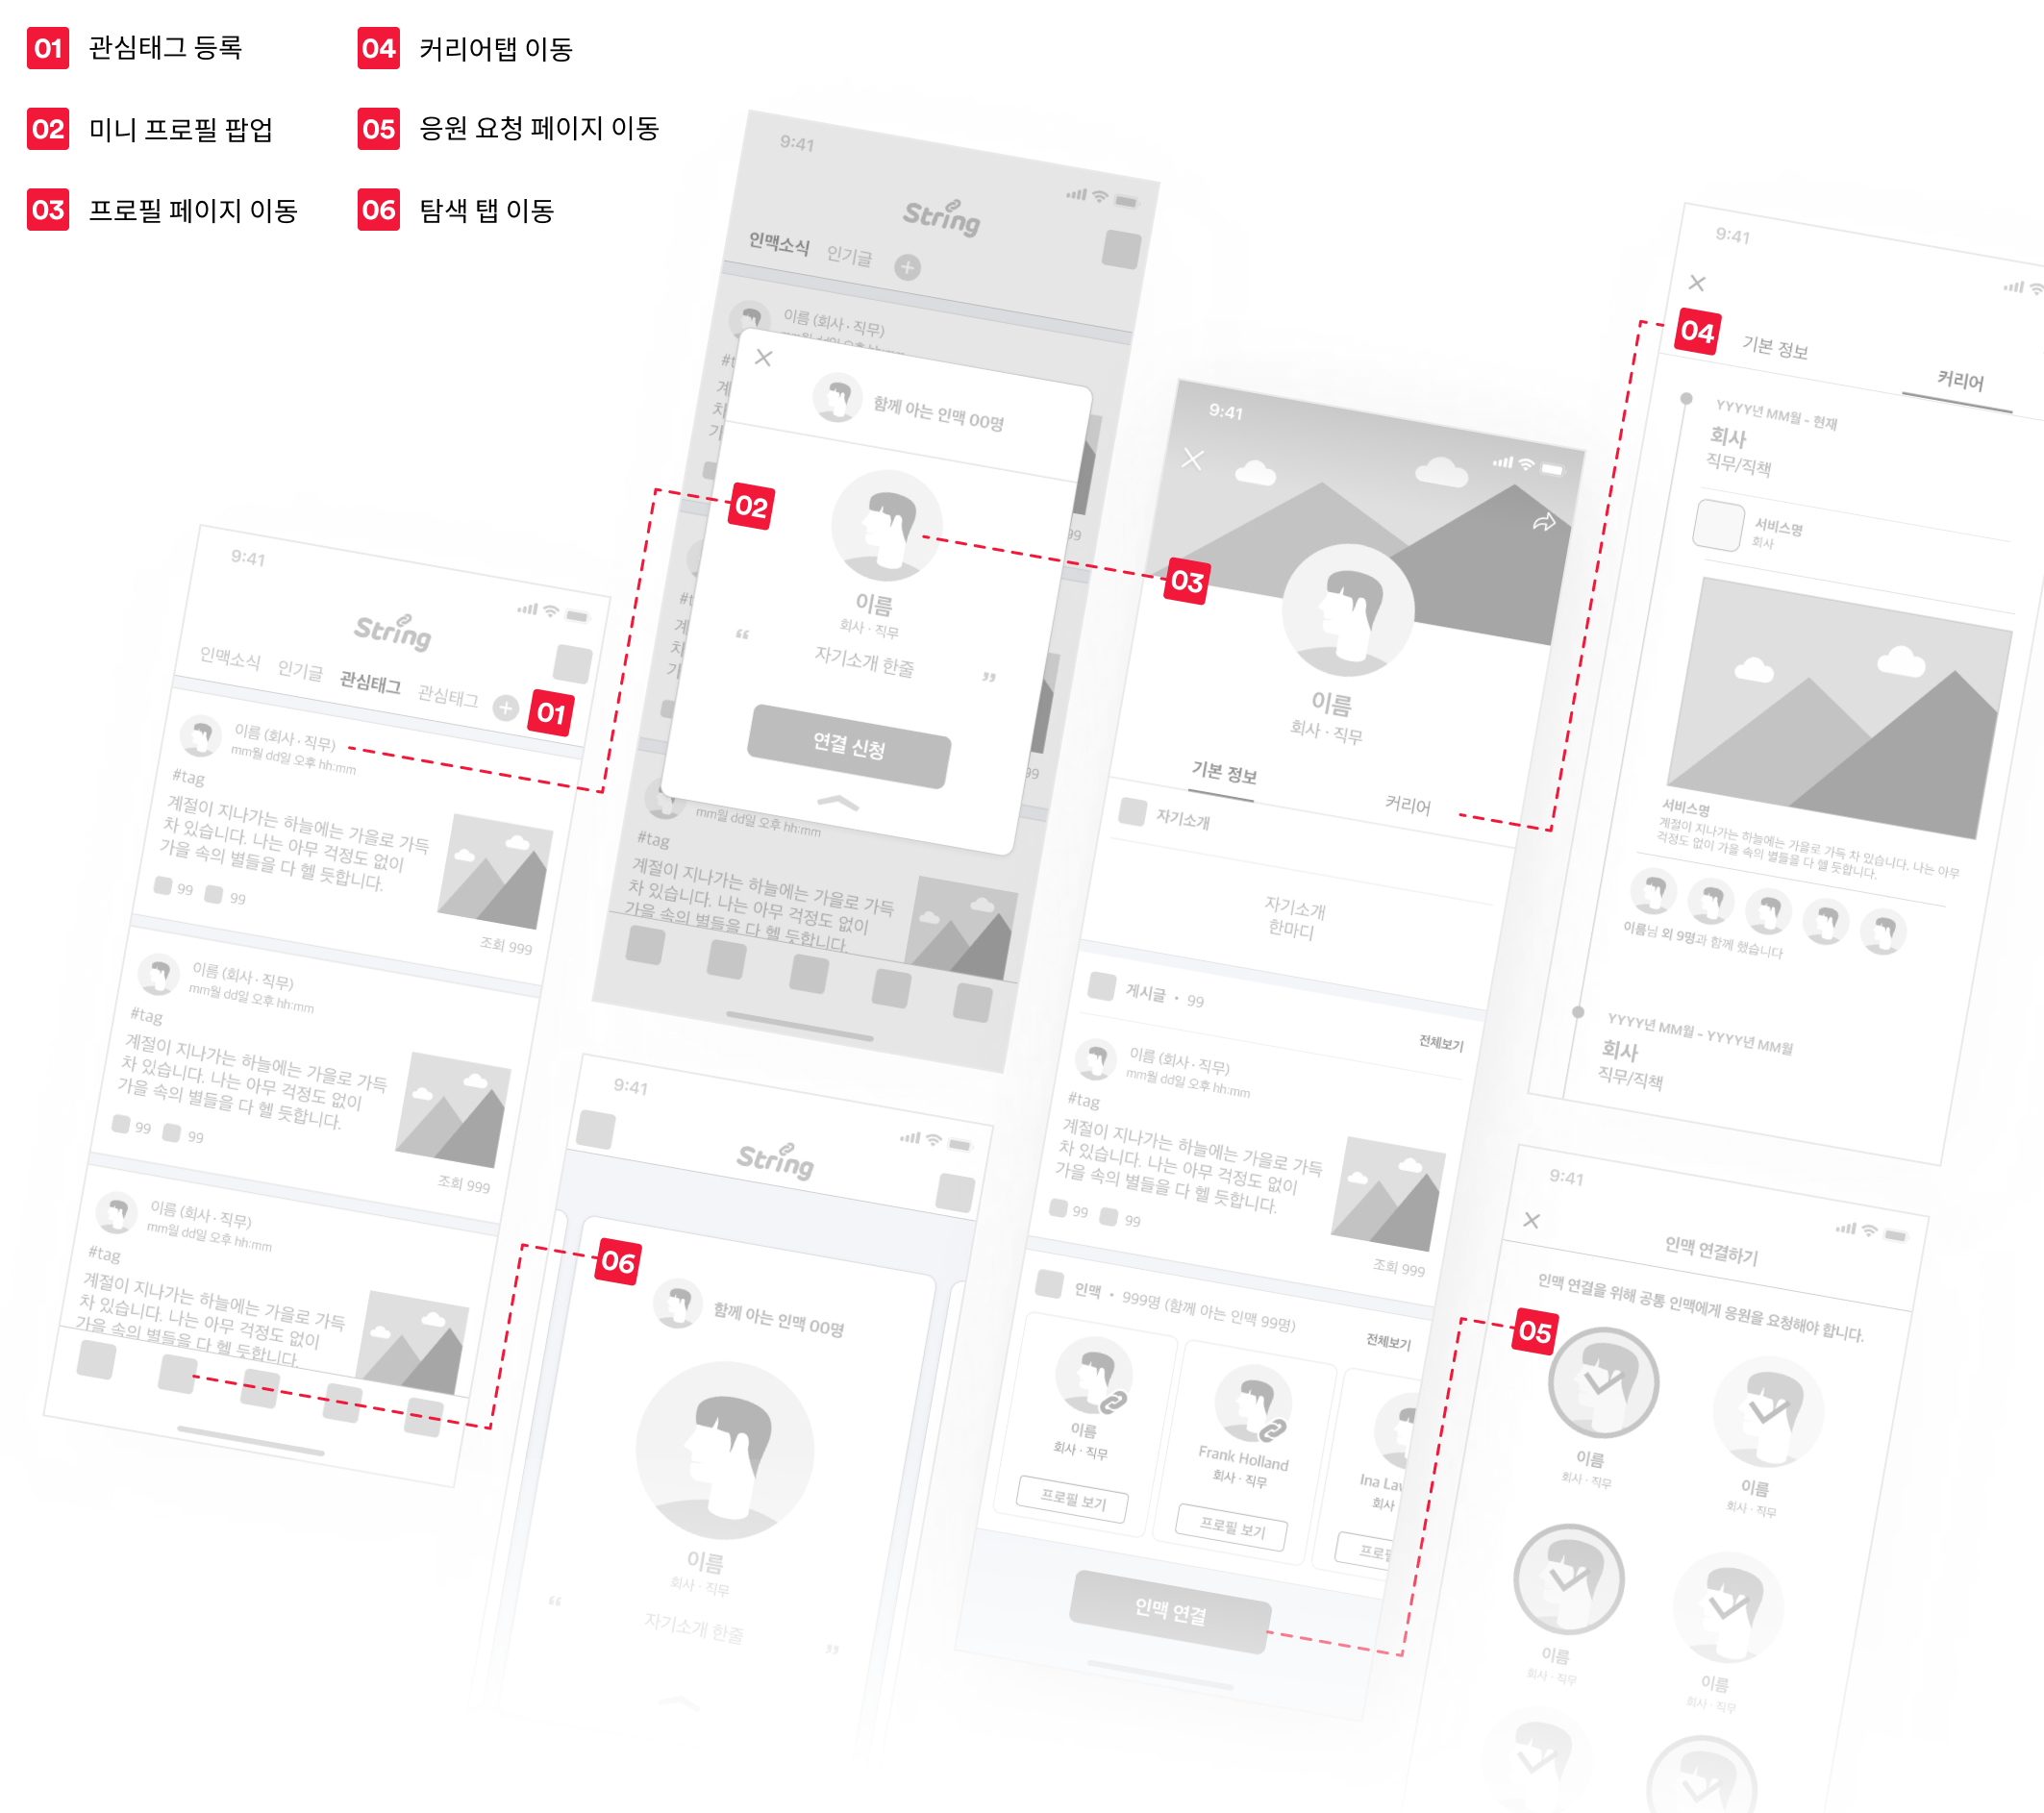 01 관심태그 등록
02 미니 프로필 팝업
03 프로필 페이지 이동
04 커리어탭 이동
05 응원 요청 페이지 이동
06 탐색 탭 이동
9:41
String
인맥소식 인기글 관심태그 관심태그
01
이름 (회사 · 직무)
mm월 dd일 오후 hh:mm
#tag
계절이 지나가는 하늘에는 가을로 가득
차 있습니다. 나는 아무 걱정도 없이
가을 속의 별들을 다 헬 듯합니다.
99 99
조회 999
이름 (회사 · 직무)
mm월 dd일 오후 hh:mm
#tag
계절이 지나가는 하늘에는 가을로 가득
차 있습니다. 나는 아무 걱정도 없이
가을 속의 별들을 다 헬 듯합니다.
99 99
조회 999
이름 (회사 · 직무)
mm월 dd일 오후 hh:mm
#tag
계절이 지나가는 하늘에는 가을로 가득
차 있습니다. 나는 아무 걱정도 없이
가을 속의 별들을 다 헬 듯합니다.
9:41
String
인맥소식 인기글
이름 (회사 · 직무)
함께 아는 인맥 00명
02
이름
회사 · 직무
“ 자기소개 한줄 ”
연결 신청
mm월 dd일 오후 hh:mm
#tag
계절이 지나가는 하늘에는 가을로 가득
차 있습니다. 나는 아무 걱정도 없이
가을 속의 별들을 다 헬 듯합니다.
9:41
String
06
함께 아는 인맥 00명
이름
회사 · 직무
“ 자기소개 한줄 ”
9:41
03
이름
회사 · 직무
기본 정보 커리어
자기소개
자기소개
한마디
게시글 • 99
전체보기
이름 (회사 · 직무)
mm월 dd일 오후 hh:mm
#tag
계절이 지나가는 하늘에는 가을로 가득
차 있습니다. 나는 아무 걱정도 없이
가을 속의 별들을 다 헬 듯합니다.
99 99
조회 999
인맥 • 999명 (함께 아는 인맥 99명)
전체보기
이름
회사 · 직무
프로필 보기
Frank Holland
회사 · 직무
프로필 보기
Ina
회사
인맥 연결
9:41
04
기본 정보 커리어
YYYY년 MM월 - 현재
회사
직무/직책
서비스명
회사
서비스명
계절이 지나가는 하늘에는 가을로 가득 차 있습니다. 나는 아무
걱정도 없이 가을 속의 별들을 다 헬 듯합니다.
이름님 외 9명과 함께 했습니다
YYYY년 MM월 - YYYY년 MM월
회사
직무/직책
9:41
인맥 연결하기
인맥 연결을 위해 공통 인맥에게 응원을 요청해야 합니다.
05
이름
회사 · 직무
이름
회사 · 직무
이름
회사 · 직무
이름
회사 · 직무